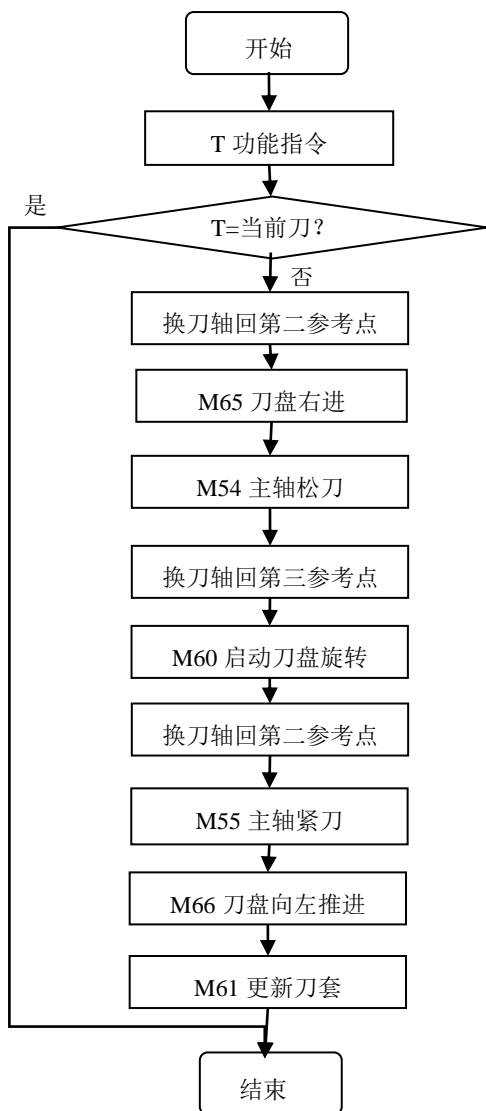 开始
T 功能指令
是
T=当前刀？
否
换刀轴回第二参考点
M65 刀盘右进
M54 主轴松刀
换刀轴回第三参考点
M60 启动刀盘旋转
换刀轴回第二参考点
M55 主轴紧刀
M66 刀盘向左推进
M61 更新刀套
结束